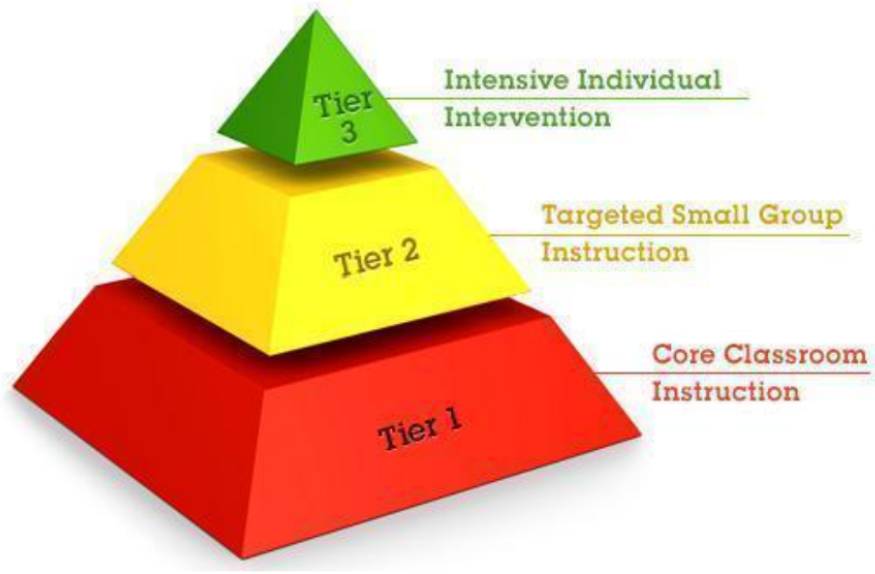 Tier
3
Intensive Individual
Intervention
Tier 2
Targeted Small Group
Instruction
Tier 1
Core Classroom
Instruction